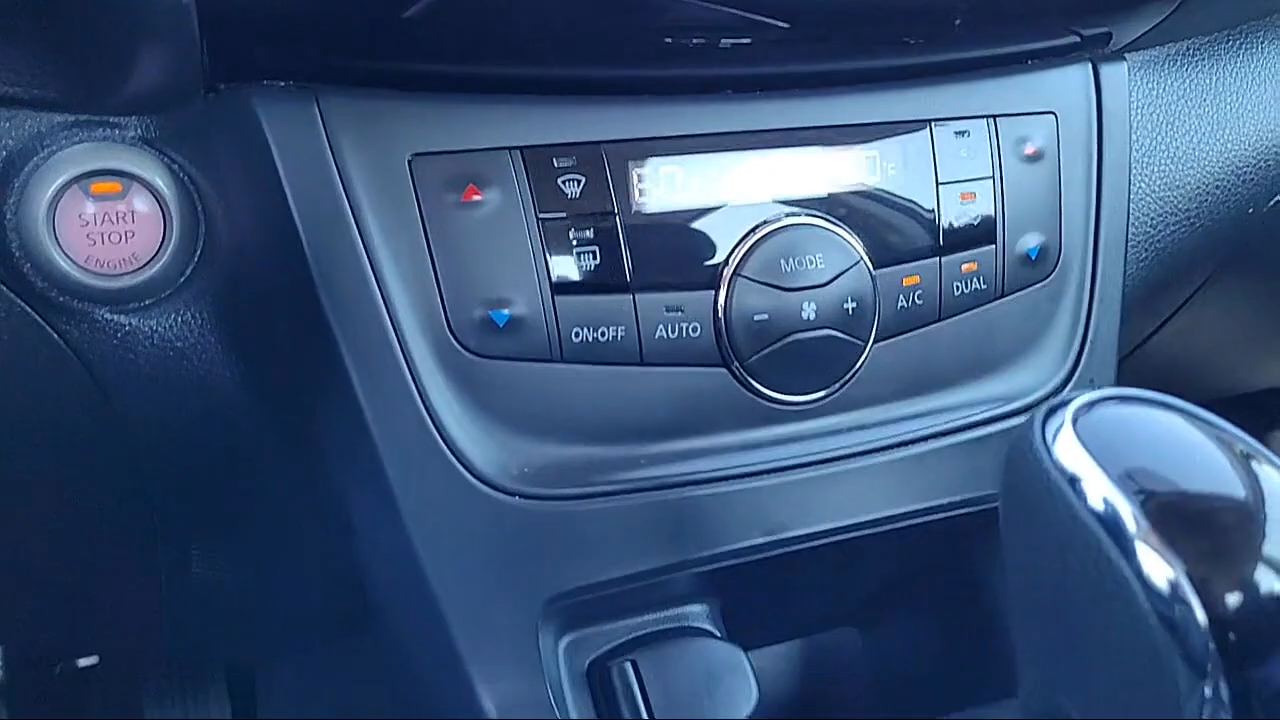 START
STOP
ENGINE
MODE
ON·OFF
AUTO
A/C
DUAL
°F